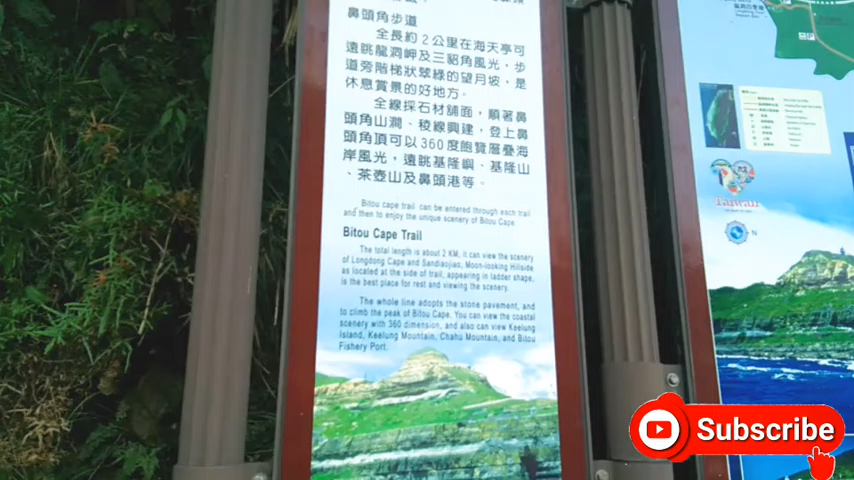 鼻頭角步道
全長約2公里在海天亭可
遠眺龍洞岬及三貂角風光，步
道旁階梯狀翠綠的望月坡，是
休息賞景的好地方。
全線採石材舖面，順著鼻
頭角山澗、稜線興建，登上鼻
頭角頂可以360度飽覽層疊海
岸風光，遠眺基隆嶼、基隆山
、茶壺山及鼻頭港等。
Bitou cape trail can be entered through each trail
and then to enjoy the unique scenery of Bitou Cape.
Bitou Cape Trail
The total length is about 2 KM, it can view the scenery
of Longdong Cape and Sandiaojiao, Moon-looking Hillside
as located at the side of trail, appearing in ladder shape,
is the best place for rest and viewing the scenery.
The whole line adopts the stone pavement, and
to climb the peak of Bitou Cape. You can view the coastal
scenery with 360 dimension, and also can view Keelung
Island, Keelung Mountain, Chahu Mountain, and Bitou
Fishery Port.
Taiwan
N
Subscribe